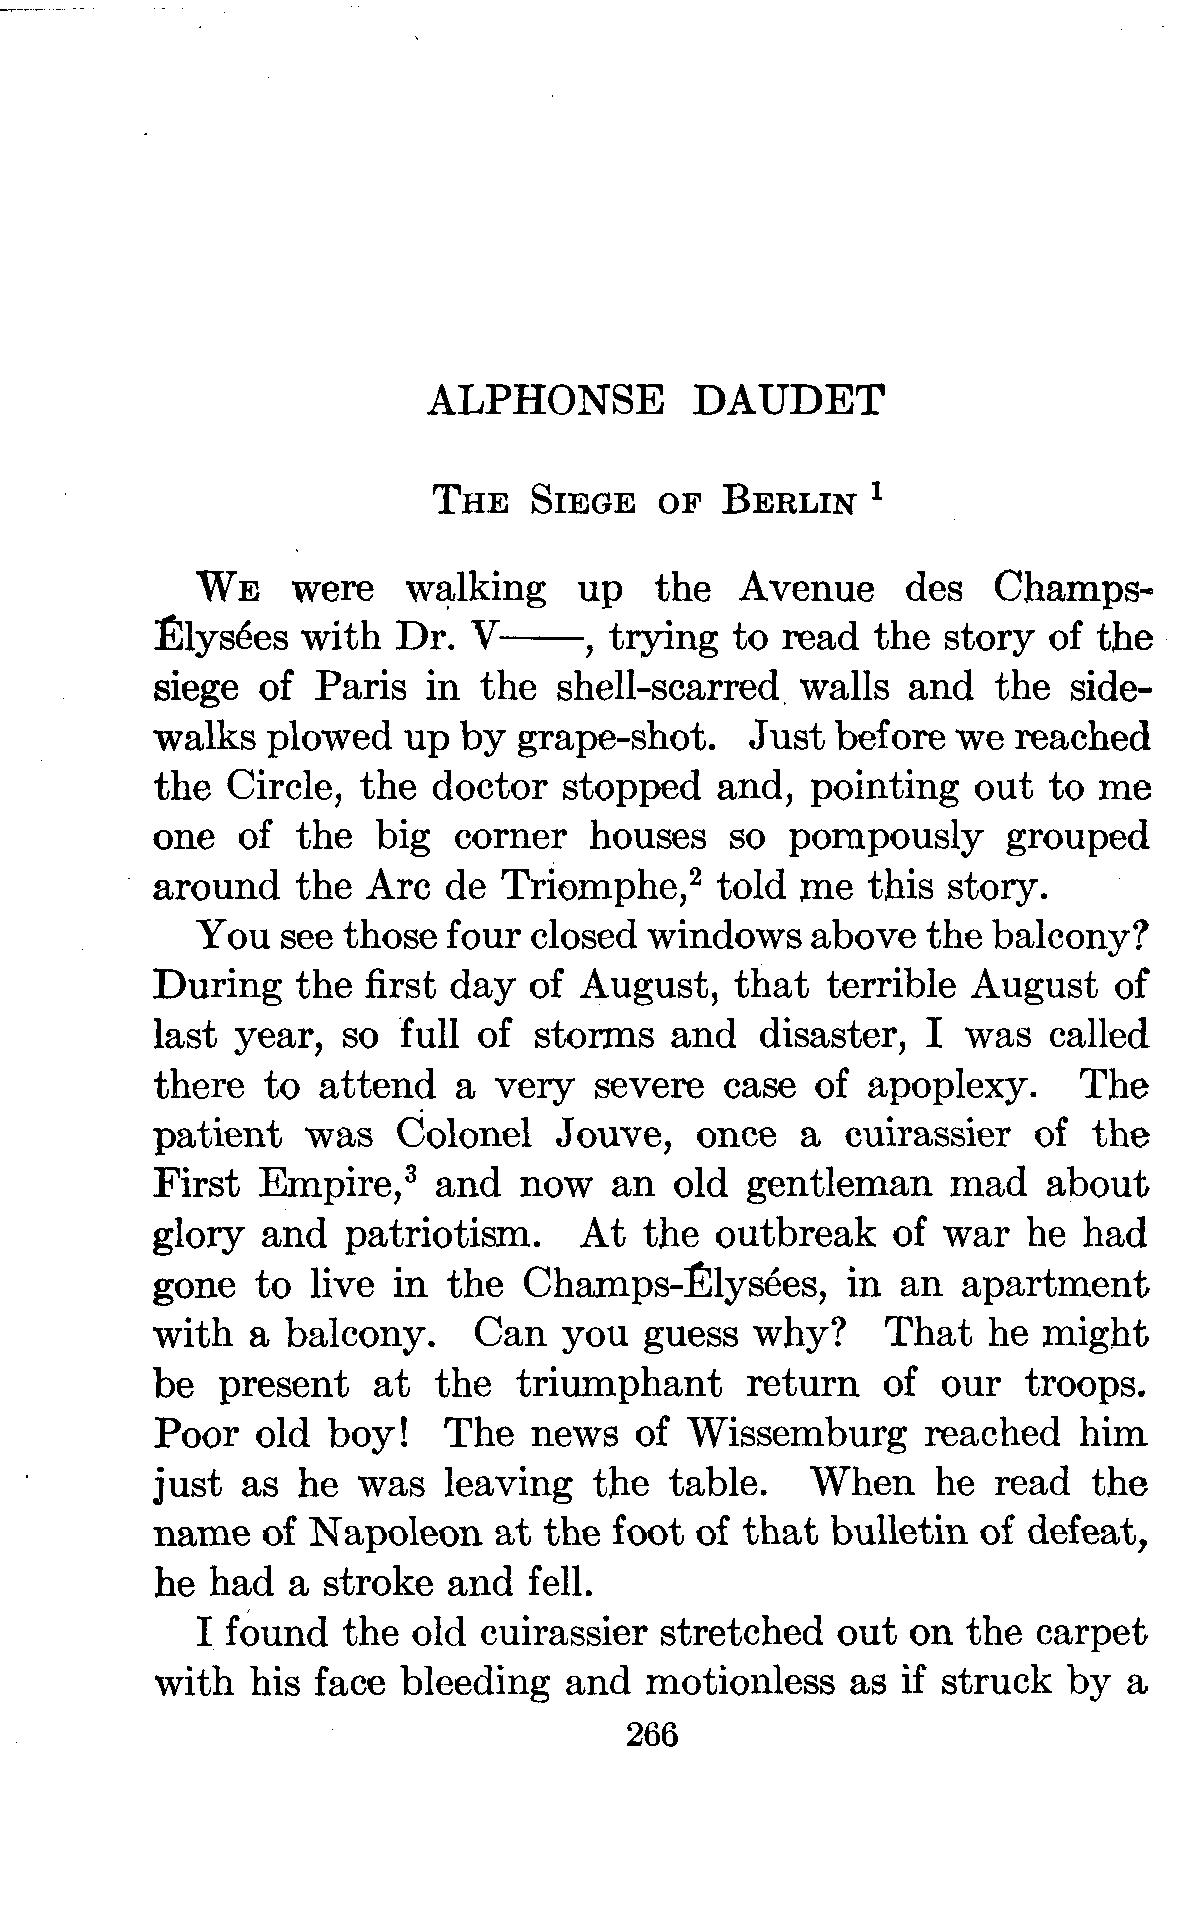 ALPHONSE DAUDET
THE SIEGE OF BERLIN ¹
WE were walking up the Avenue des Champs-
Élysées with Dr. V——, trying to read the story of the
siege of Paris in the shell-scarred walls and the side-
walks plowed up by grape-shot. Just before we reached
the Circle, the doctor stopped and, pointing out to me
one of the big corner houses so pompously grouped
around the Arc de Triomphe,² told me this story.
You see those four closed windows above the balcony?
During the first day of August, that terrible August of
last year, so full of storms and disaster, I was called
there to attend a very severe case of apoplexy. The
patient was Colonel Jouve, once a cuirassier of the
First Empire,³ and now an old gentleman mad about
glory and patriotism. At the outbreak of war he had
gone to live in the Champs-Élysées, in an apartment
with a balcony. Can you guess why? That he might
be present at the triumphant return of our troops.
Poor old boy! The news of Wissemburg reached him
just as he was leaving the table. When he read the
name of Napoleon at the foot of that bulletin of defeat,
he had a stroke and fell.
I found the old cuirassier stretched out on the carpet
with his face bleeding and motionless as if struck by a
266